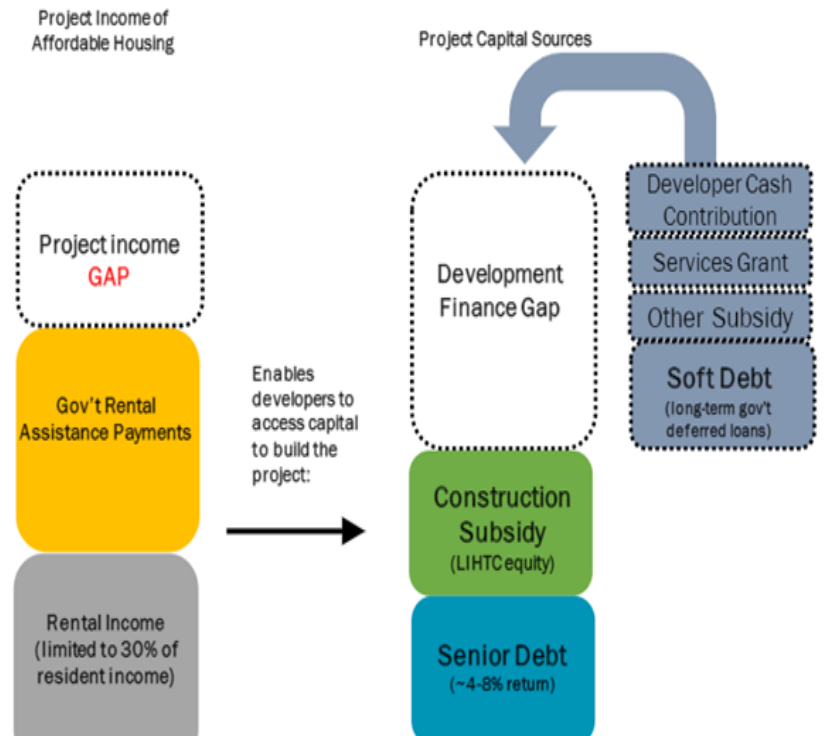 Project Income of
Affordable Housing
Project income
GAP
Gov't Rental
Assistance Payments
Rental Income
(limited to 30% of
resident income)
Enables
developers to
access capital
to build the
project:
Project Capital Sources
Development
Finance Gap
Construction
Subsidy
(LIHTC equity)
Senior Debt
(~4-8% return)
Developer Cash
Contribution
Services Grant
Other Subsidy
Soft Debt
(long-term gov't
deferred loans)